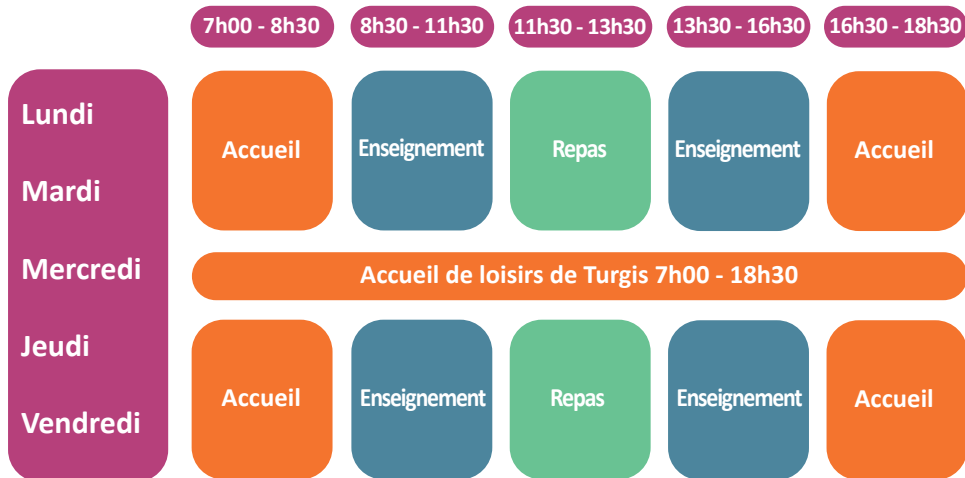 7h00 - 8h30
8h30 - 11h30
11h30 - 13h30
13h30 - 16h30
16h30 - 18h30
Lundi
Mardi
Mercredi
Jeudi
Vendredi
Accueil
Enseignement
Repas
Enseignement
Accueil
Accueil de loisirs de Turgis 7h00 - 18h30
Accueil
Enseignement
Repas
Enseignement
Accueil